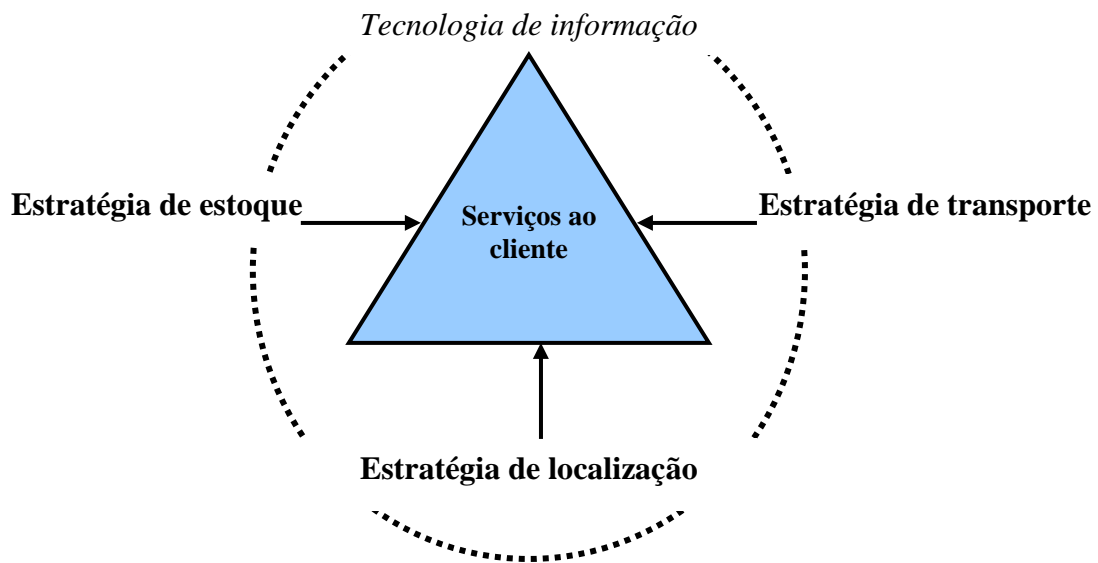 Tecnologia de informação
Estratégia de estoque
Serviços ao
cliente
Estratégia de transporte
Estratégia de localização